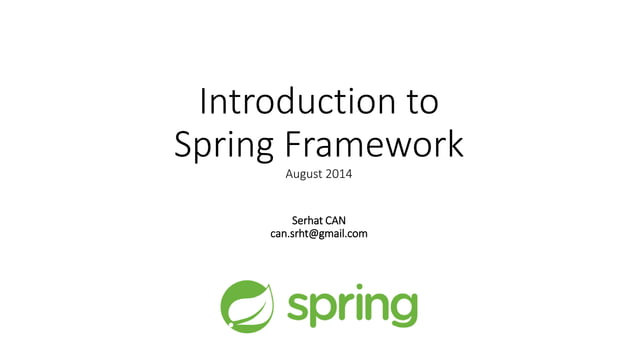 Introduction to
Spring Framework
August 2014
Serhat CAN
can.srht@gmail.com
spring